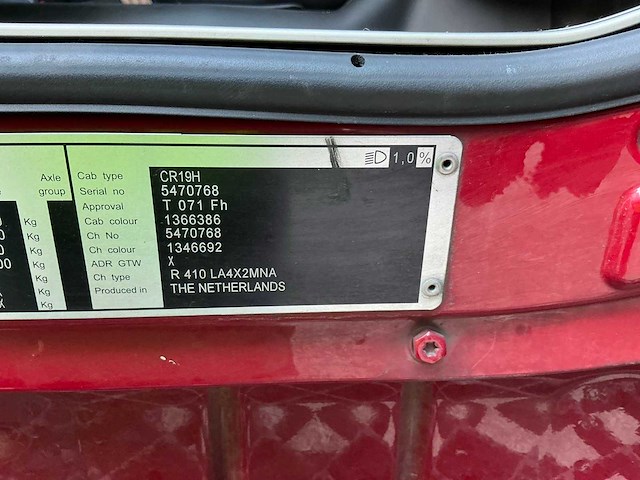 1,0 %
Axle group
Cab type CR19H
Serial no 5470768
Approval T 071 Fh
Kg Cab colour 1366386
Kg Ch No 5470768
Kg Ch colour 1346692
Kg ADR GTW X
Kg Ch type R 410 LA4X2MNA
Kg Produced in THE NETHERLANDS
Kg